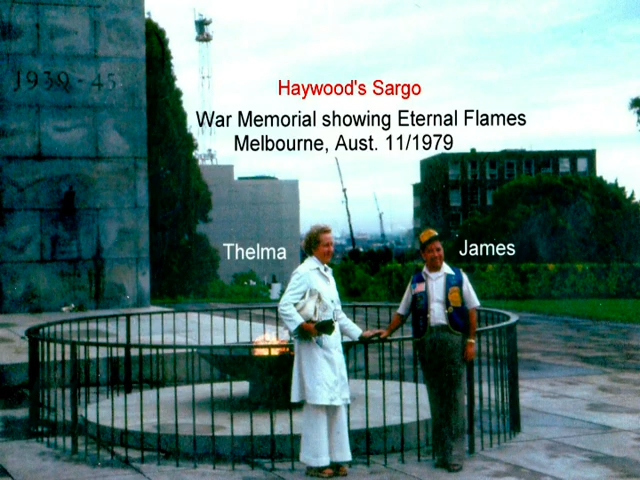 1939-45
Haywood's Sargo
War Memorial showing Eternal Flames
Melbourne, Aust. 11/1979
Thelma
James